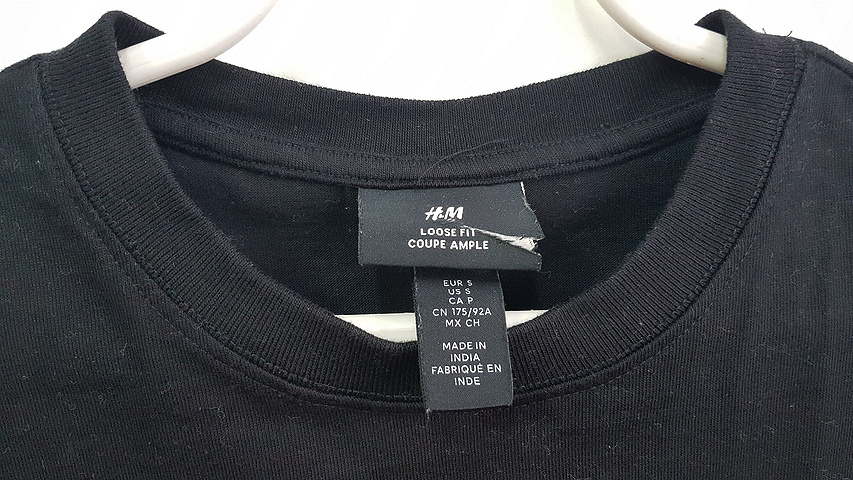 H&M
LOOSE FIT
COUPE AMPLE
EUR S
US S
CA P
CN 175/92A
MX CH
MADE IN
INDIA
FABRIQUÉ EN
INDE